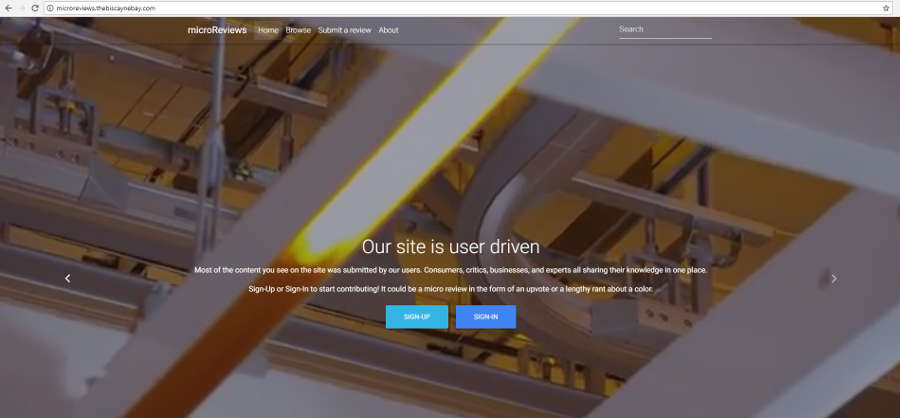 microreviews.thebiscaynebay.com
microReviews Home Browse Submit a review About Search
Our site is user driven
Most of the content you see on the site was submitted by our users. Consumers, critics, businesses, and experts all sharing their knowledge in one place.
Sign-Up or Sign-In to start contributing! It could be a micro review in the form of an upvote or a lengthy rant about a color.
SIGN-UP SIGN-IN